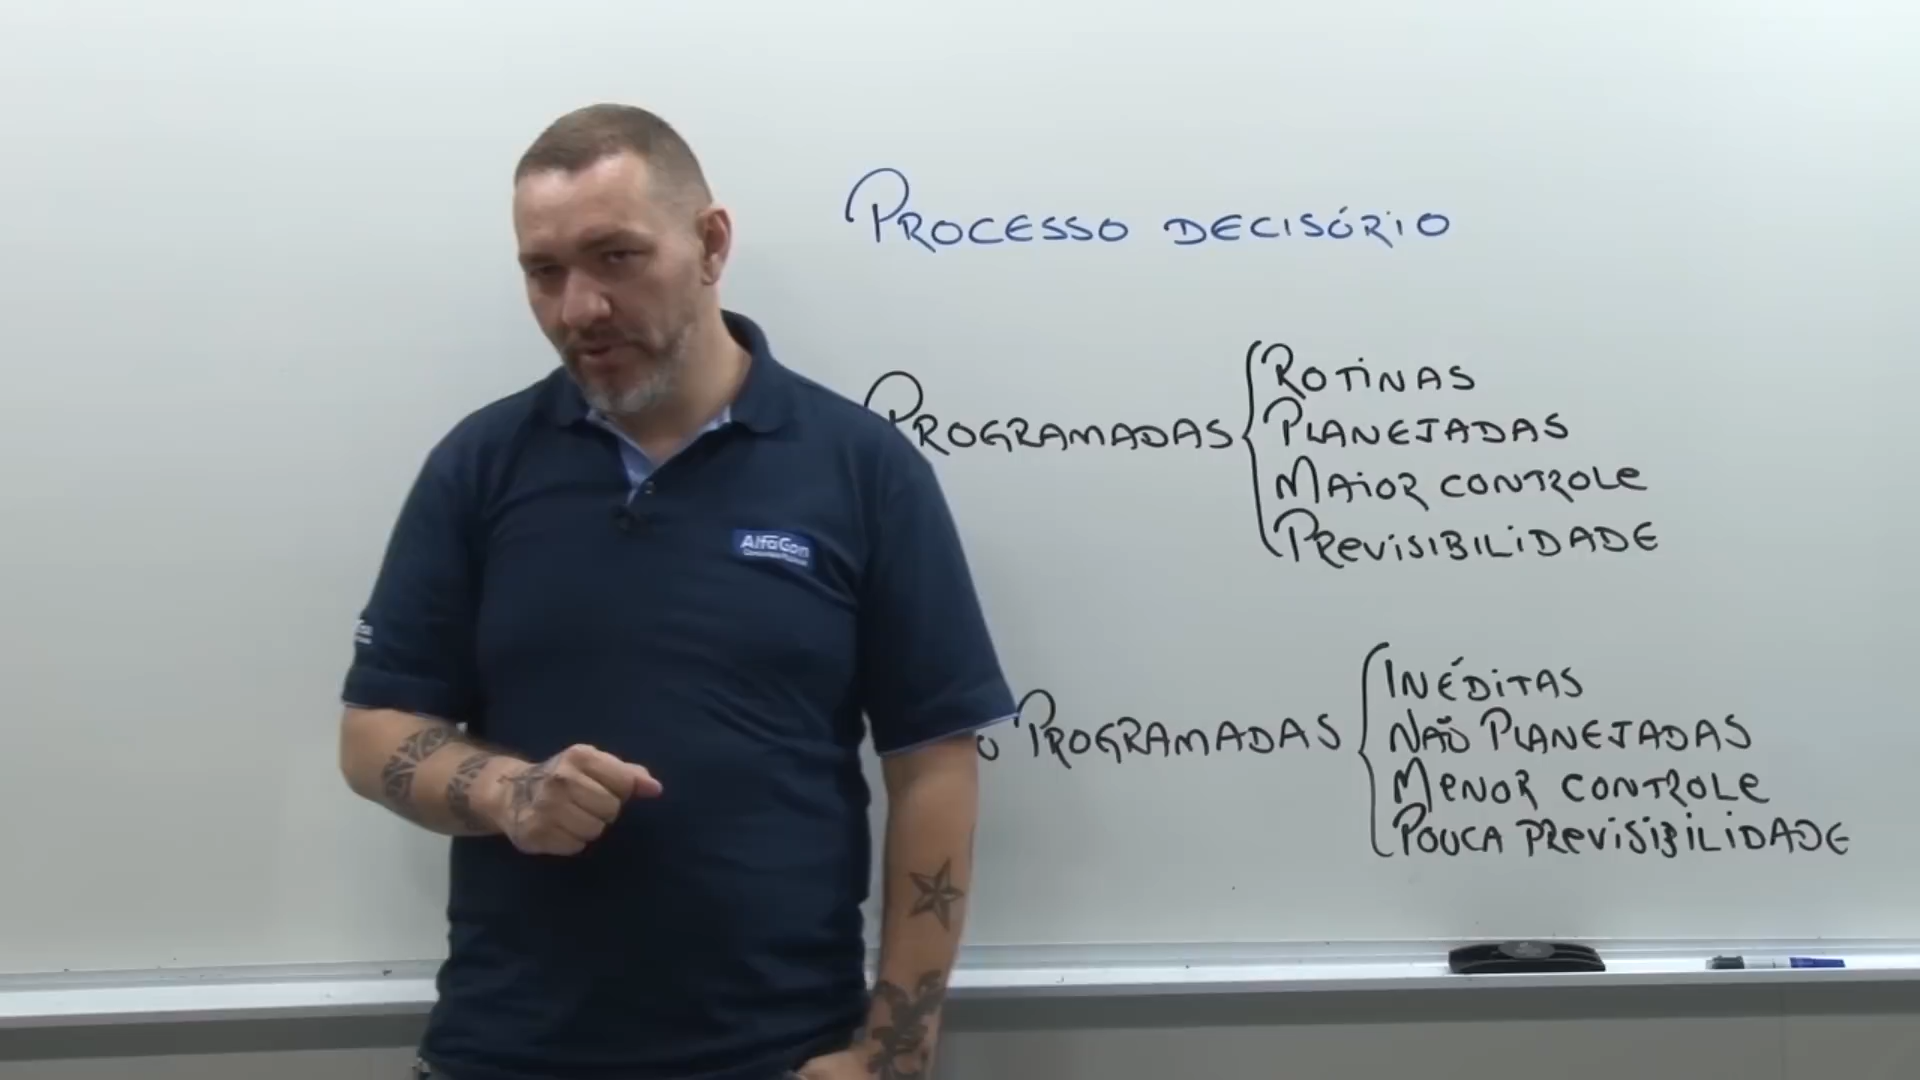 PROCESSO DECISÓRIO
PROGRAMADAS
ROTINAS
PLANEJADAS
MAIOR CONTROLE
PREVISIBILIDADE
O PROGRAMADAS
INÉDITAS
NÃO PLANEJADAS
MENOR CONTROLE
POUCA PREVISIBILIDADE
AlfaCon